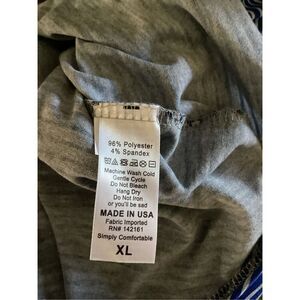 96% Polyester
4% Spandex
Machine Wash Cold
Gentle Cycle
Do Not Bleach
Hang Dry
Do Not Iron
or you'll be sad
MADE IN USA
Fabric Imported
RN# 142161
Simply Comfortable
XL